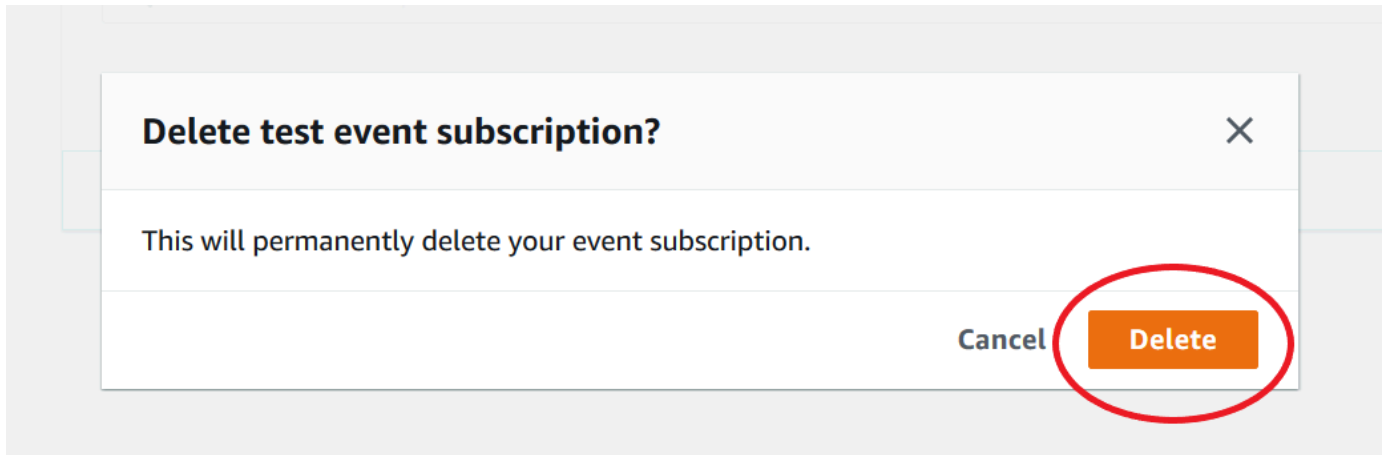 Delete test event subscription?
This will permanently delete your event subscription.
Cancel Delete